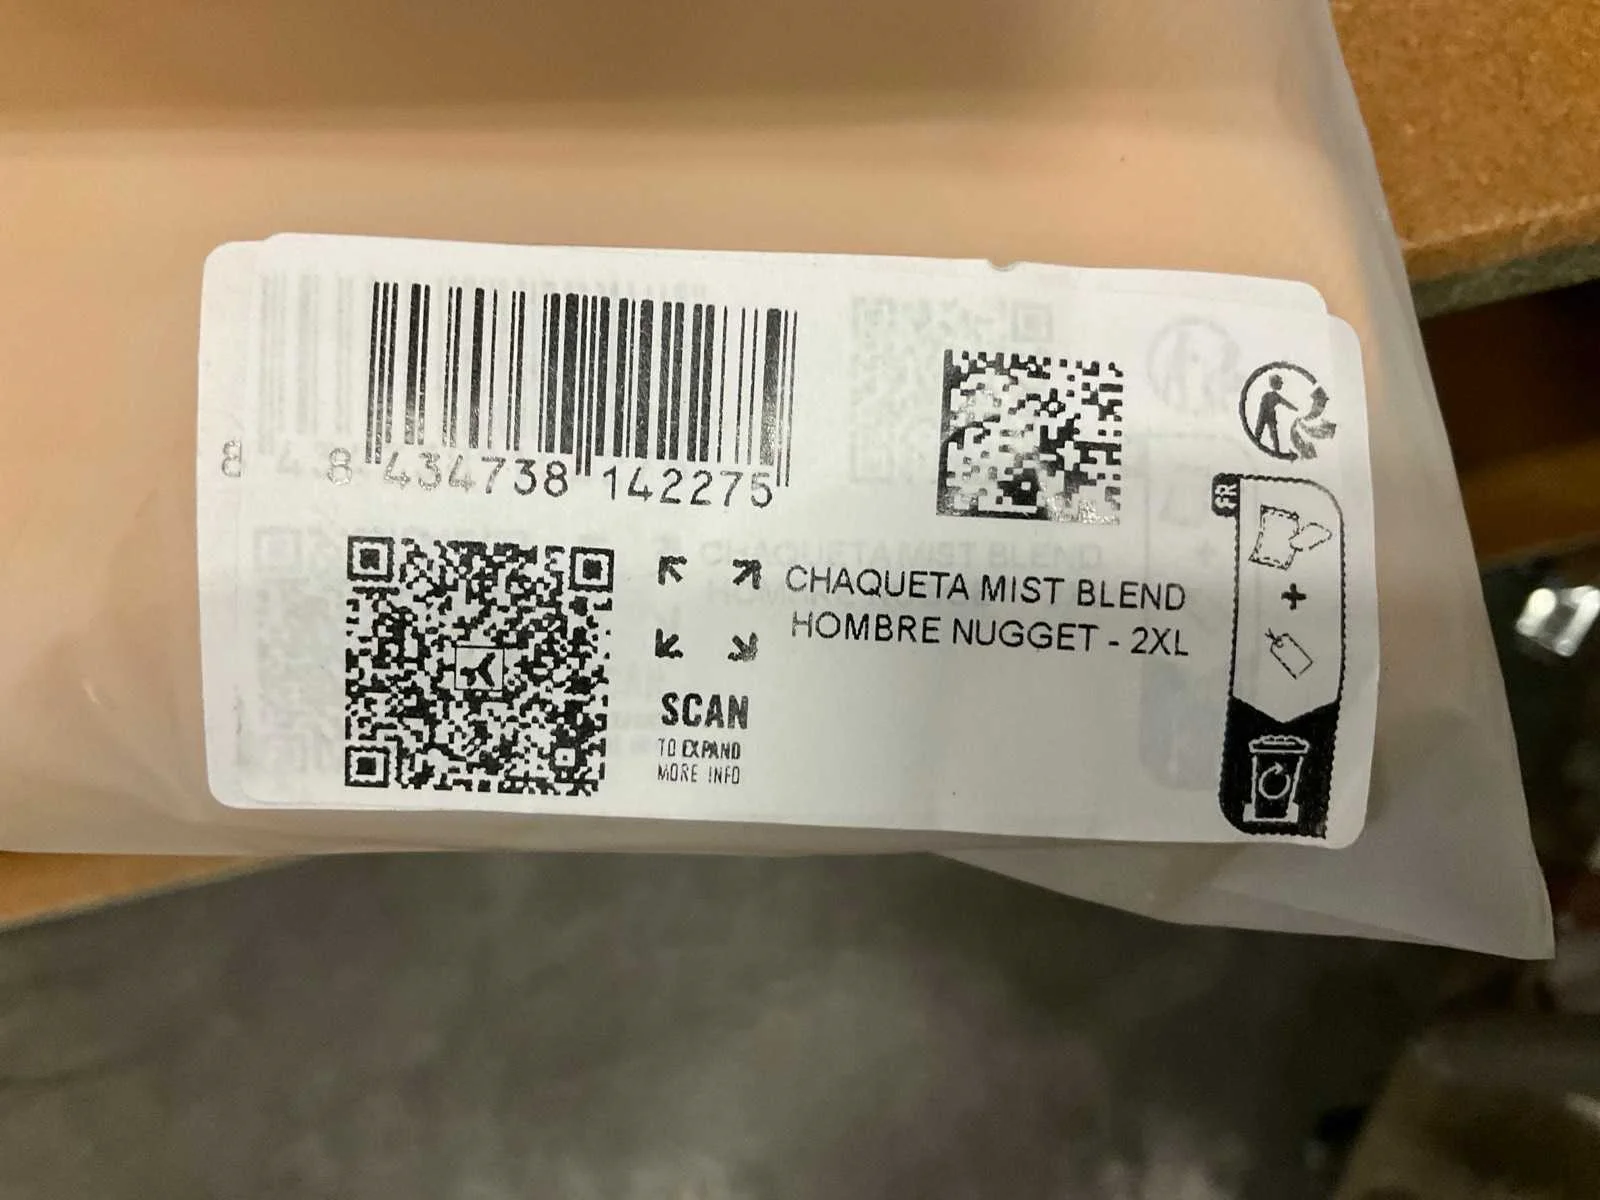 8 434738 142275
CHAQUETA MIST BLEND
HOMBRE NUGGET - 2XL
SCAN
TO EXPAND
MORE INFO
FR